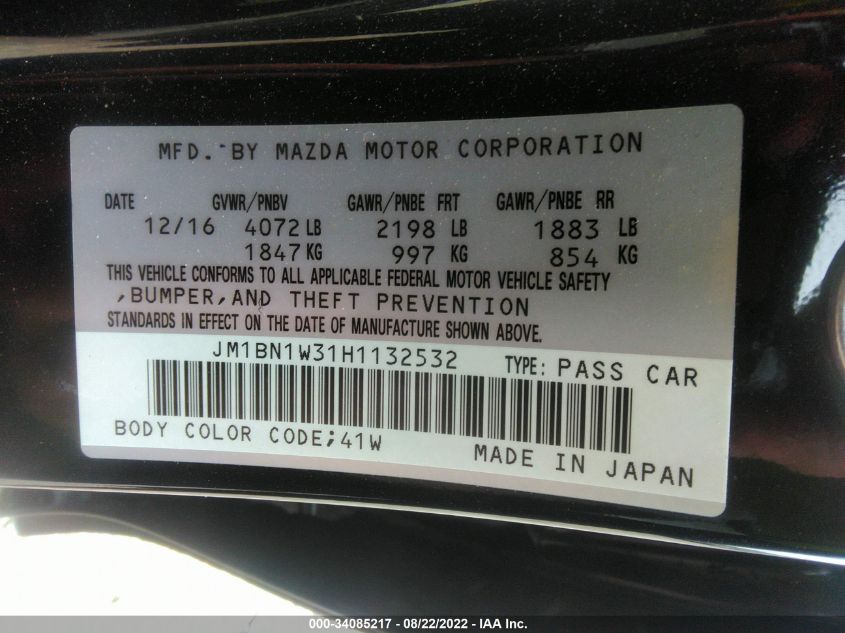 MFD. BY MAZDA MOTOR CORPORATION
DATE GVWR/PNBV GAWR/PNBE FRT GAWR/PNBE RR
12/16 4072 LB 2198 LB 1883 LB
1847 KG 997 KG 854 KG
THIS VEHICLE CONFORMS TO ALL APPLICABLE FEDERAL MOTOR VEHICLE SAFETY
,BUMPER,AND THEFT PREVENTION
STANDARDS IN EFFECT ON THE DATE OF MANUFACTURE SHOWN ABOVE.
JM1BN1W31H1132532 TYPE: PASS CAR
BODY COLOR CODE;41W
MADE IN JAPAN
000-34085217 - 08/22/2022 - IAA Inc.